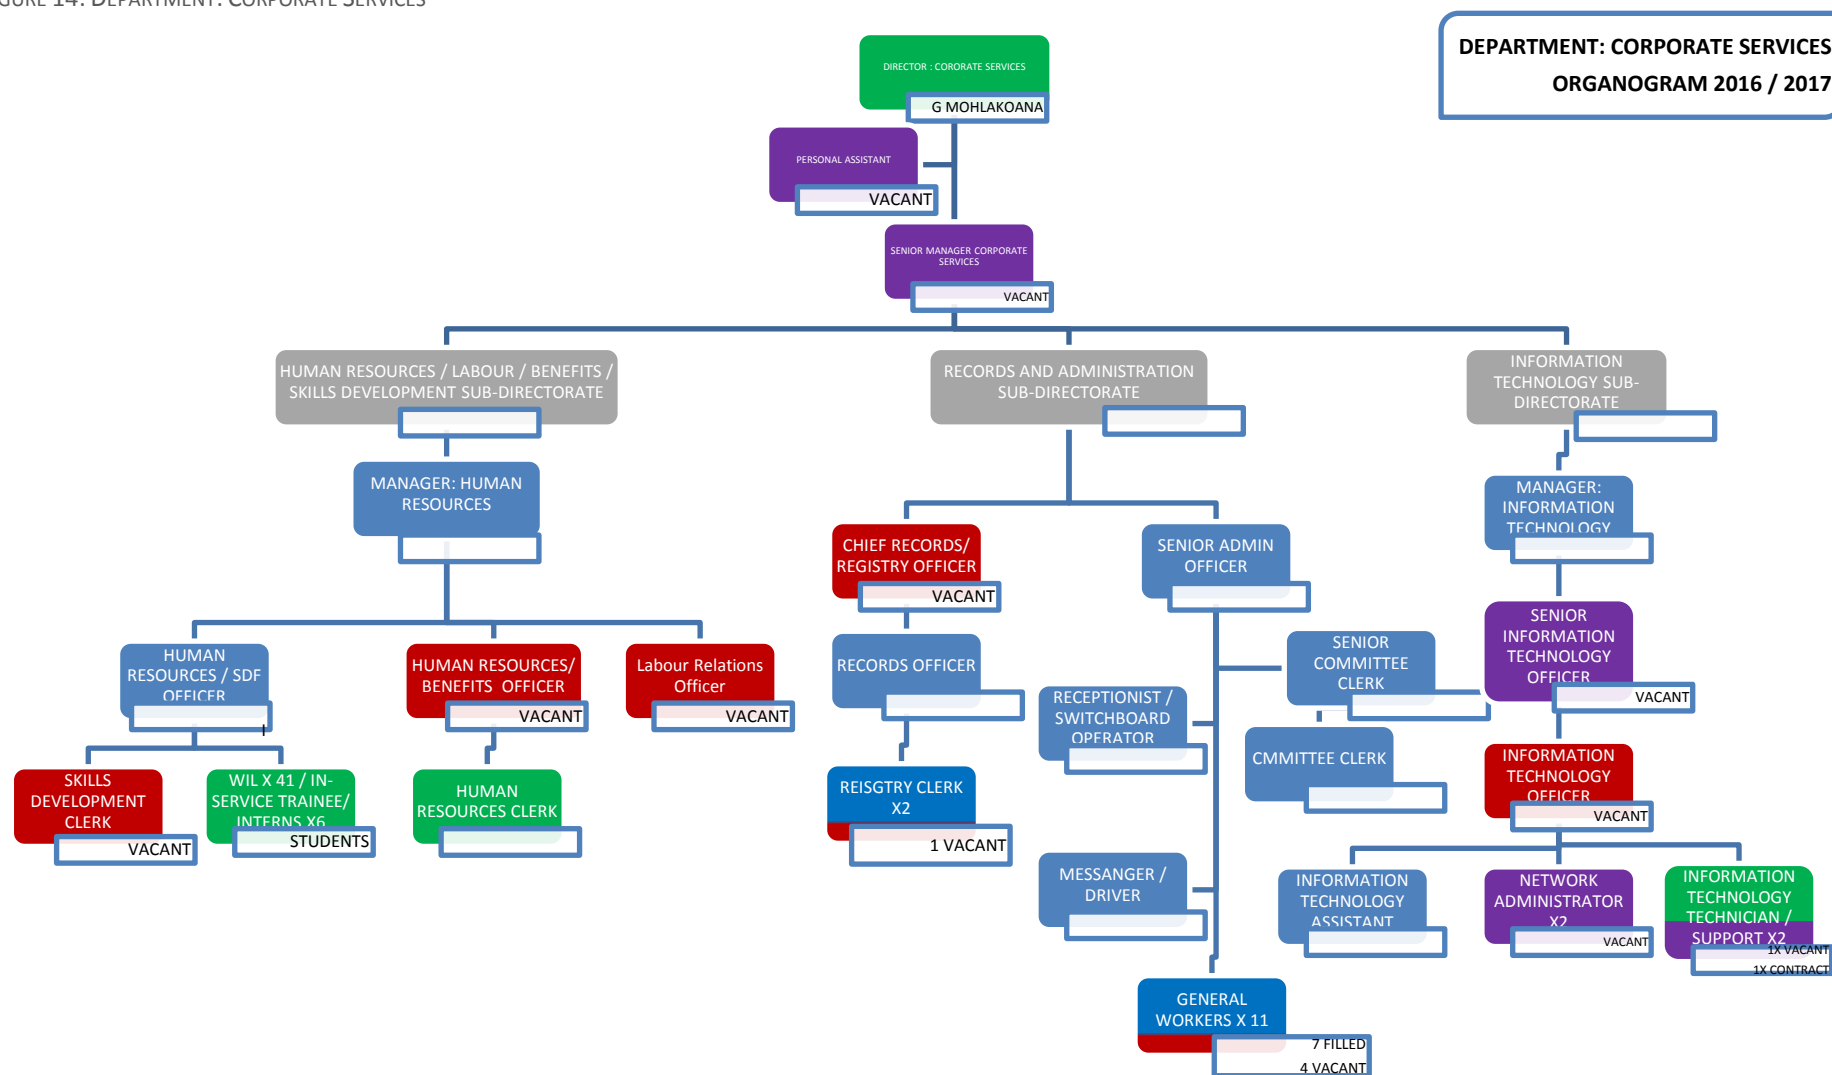 GURE 14: DEPARTMENT: CORPORATE SERVICES
DEPARTMENT: CORPORATE SERVICES
ORGANOGRAM 2016 / 2017
DIRECTOR : CORORATE SERVICES
G MOHLAKOANA
PERSONAL ASSISTANT
VACANT
SENIOR MANAGER CORPORATE
SERVICES
VACANT
HUMAN RESOURCES / LABOUR / BENEFITS /
SKILLS DEVELOPMENT SUB-DIRECTORATE
RECORDS AND ADMINISTRATION
SUB-DIRECTORATE
INFORMATION
TECHNOLOGY SUB-
DIRECTORATE
MANAGER: HUMAN
RESOURCES
MANAGER:
INFORMATION
TECHNOLOGY
CHIEF RECORDS/
REGISTRY OFFICER
VACANT
SENIOR ADMIN
OFFICER
SENIOR
INFORMATION
TECHNOLOGY
OFFICER
VACANT
HUMAN
RESOURCES / SDF
OFFICER
HUMAN RESOURCES/
BENEFITS OFFICER
VACANT
Labour Relations
Officer
VACANT
RECORDS OFFICER
SENIOR
COMMITTEE
CLERK
RECEPTIONIST /
SWITCHBOARD
OPERATOR
CMMITTEE CLERK
INFORMATION
TECHNOLOGY
OFFICER
VACANT
SKILLS
DEVELOPMENT
CLERK
VACANT
WIL X 41 / IN-
SERVICE TRAINEE/
INTERNS X6
STUDENTS
HUMAN
RESOURCES CLERK
REISGTRY CLERK
X2
1 VACANT
MESSANGER /
DRIVER
INFORMATION
TECHNOLOGY
ASSISTANT
NETWORK
ADMINISTRATOR
X2
VACANT
INFORMATION
TECHNOLOGY
TECHNICIAN /
SUPPORT X2
1X VACANT
1X CONTRACT
GENERAL
WORKERS X 11
7 FILLED
4 VACANT